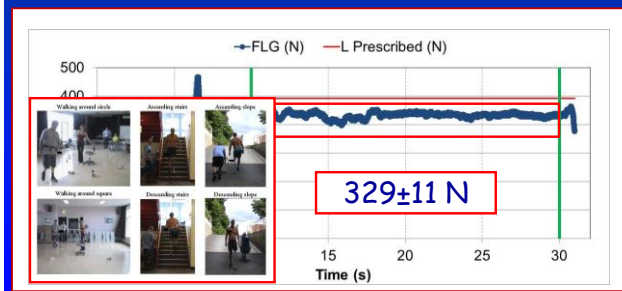 FLG (N) L Prescribed (N)
500
400
Walking around circle Ascending stairs Ascending slope
Walking around square Descending stairs Descending slope
329±11 N
15 20 25 30
Time (s)